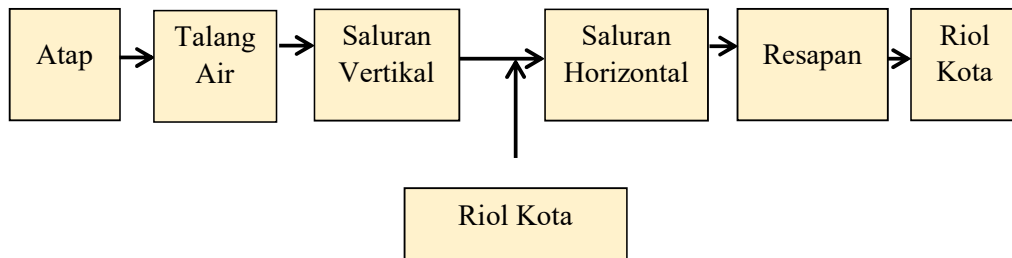 Atap
Talang
Air
Saluran
Vertikal
Saluran
Horizontal
Resapan
Riol
Kota
Riol Kota